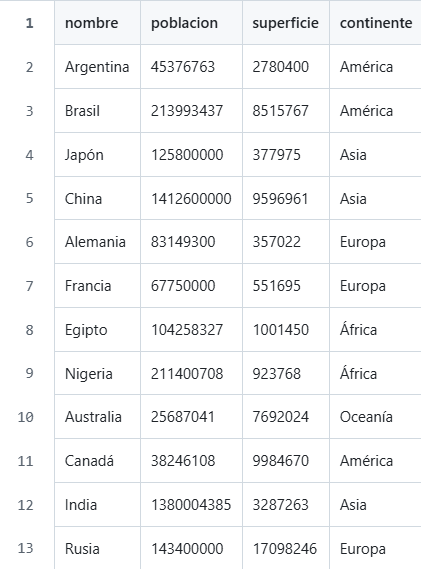 1 nombre poblacion superficie continente
2 Argentina 45376763 2780400 América
3 Brasil 213993437 8515767 América
4 Japón 125800000 377975 Asia
5 China 1412600000 9596961 Asia
6 Alemania 83149300 357022 Europa
7 Francia 67750000 551695 Europa
8 Egipto 104258327 1001450 África
9 Nigeria 211400708 923768 África
10 Australia 25687041 7692024 Oceanía
11 Canadá 38246108 9984670 América
12 India 1380004385 3287263 Asia
13 Rusia 143400000 17098246 Europa